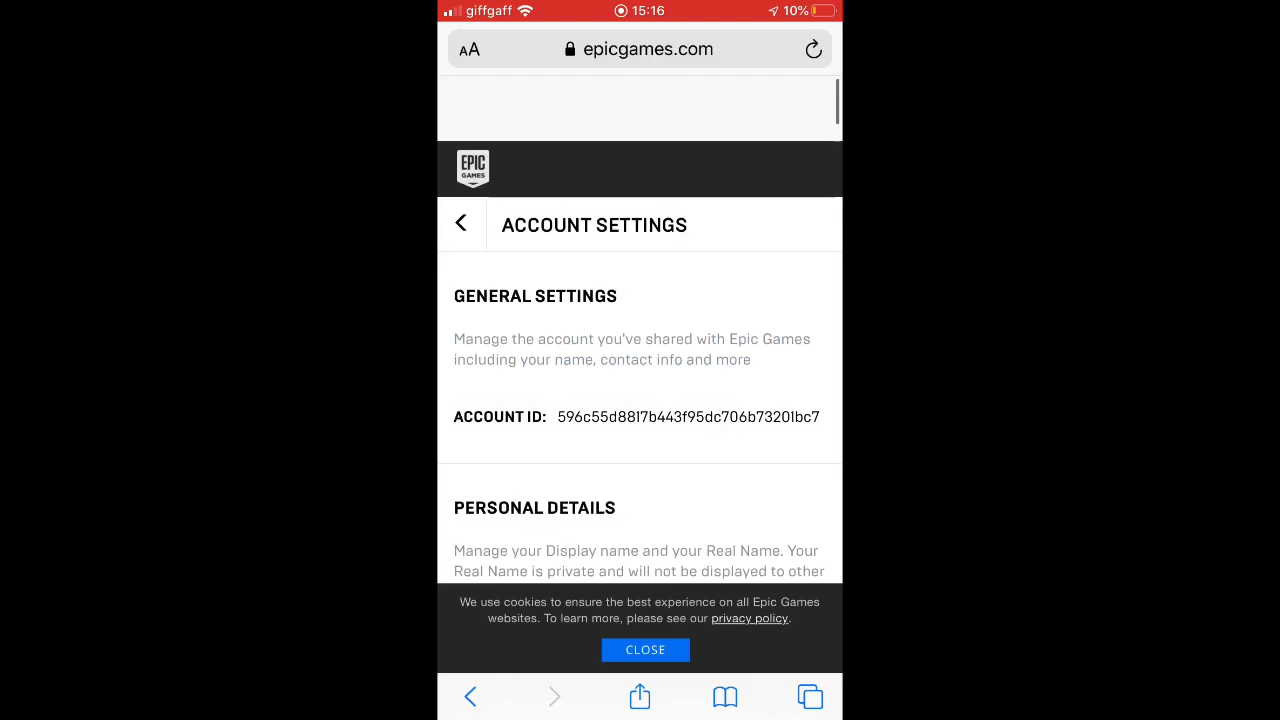 giffgaff 15:16 10%
AA epicgames.com
EPIC
GAMES
ACCOUNT SETTINGS
GENERAL SETTINGS
Manage the account you've shared with Epic Games
including your name, contact info and more
ACCOUNT ID: 596c55d8817b443f95dc706b73201bc7
PERSONAL DETAILS
Manage your Display name and your Real Name. Your
Real Name is private and will not be displayed to other
We use cookies to ensure the best experience on all Epic Games
websites. To learn more, please see our privacy policy.
CLOSE